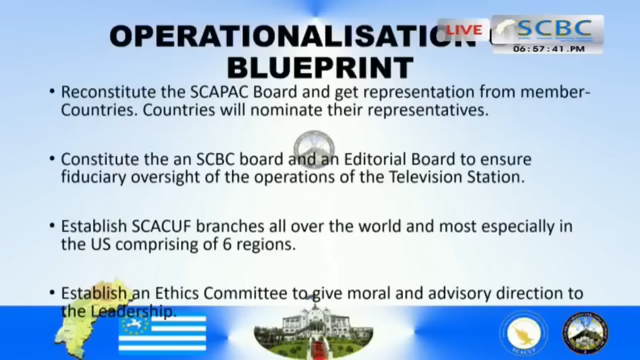 OPERATIONALISATION
BLUEPRINT
LIVE
SCBC
06:57:41 PM
• Reconstitute the SCAPAC Board and get representation from member-
Countries. Countries will nominate their representatives.
• Constitute the an SCBC board and an Editorial Board to ensure
fiduciary oversight of the operations of the Television Station.
• Establish SCACUF branches all over the world and most especially in
the US comprising of 6 regions.
• Establish an Ethics Committee to give moral and advisory direction to
the Leadership.
SCACUF